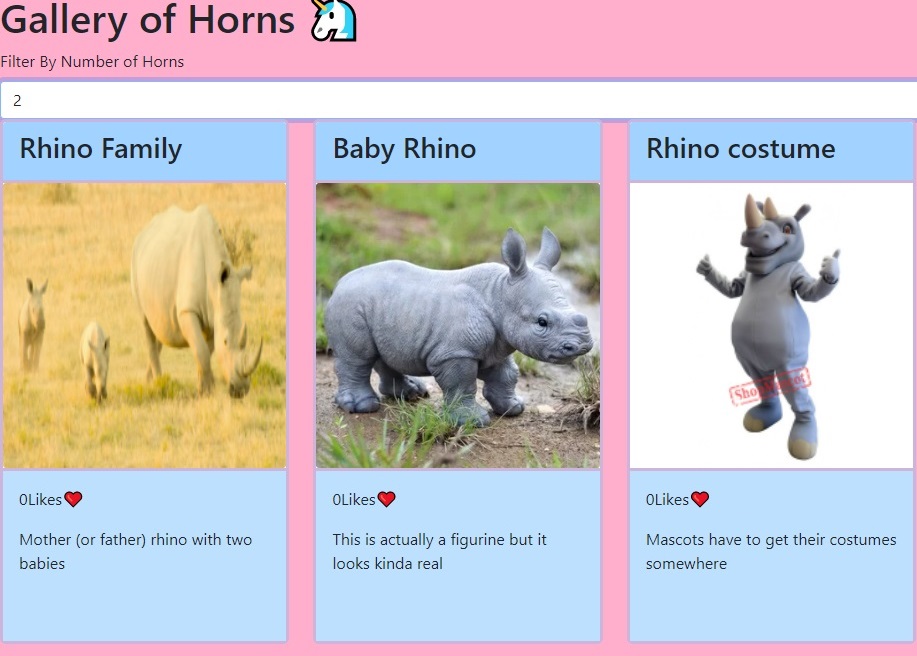 Gallery of Horns
Filter By Number of Horns
2
Rhino Family
Baby Rhino
Rhino costume
0Likes
Mother (or father) rhino with two
babies
0Likes
This is actually a figurine but it
looks kinda real
0Likes
Mascots have to get their costumes
somewhere